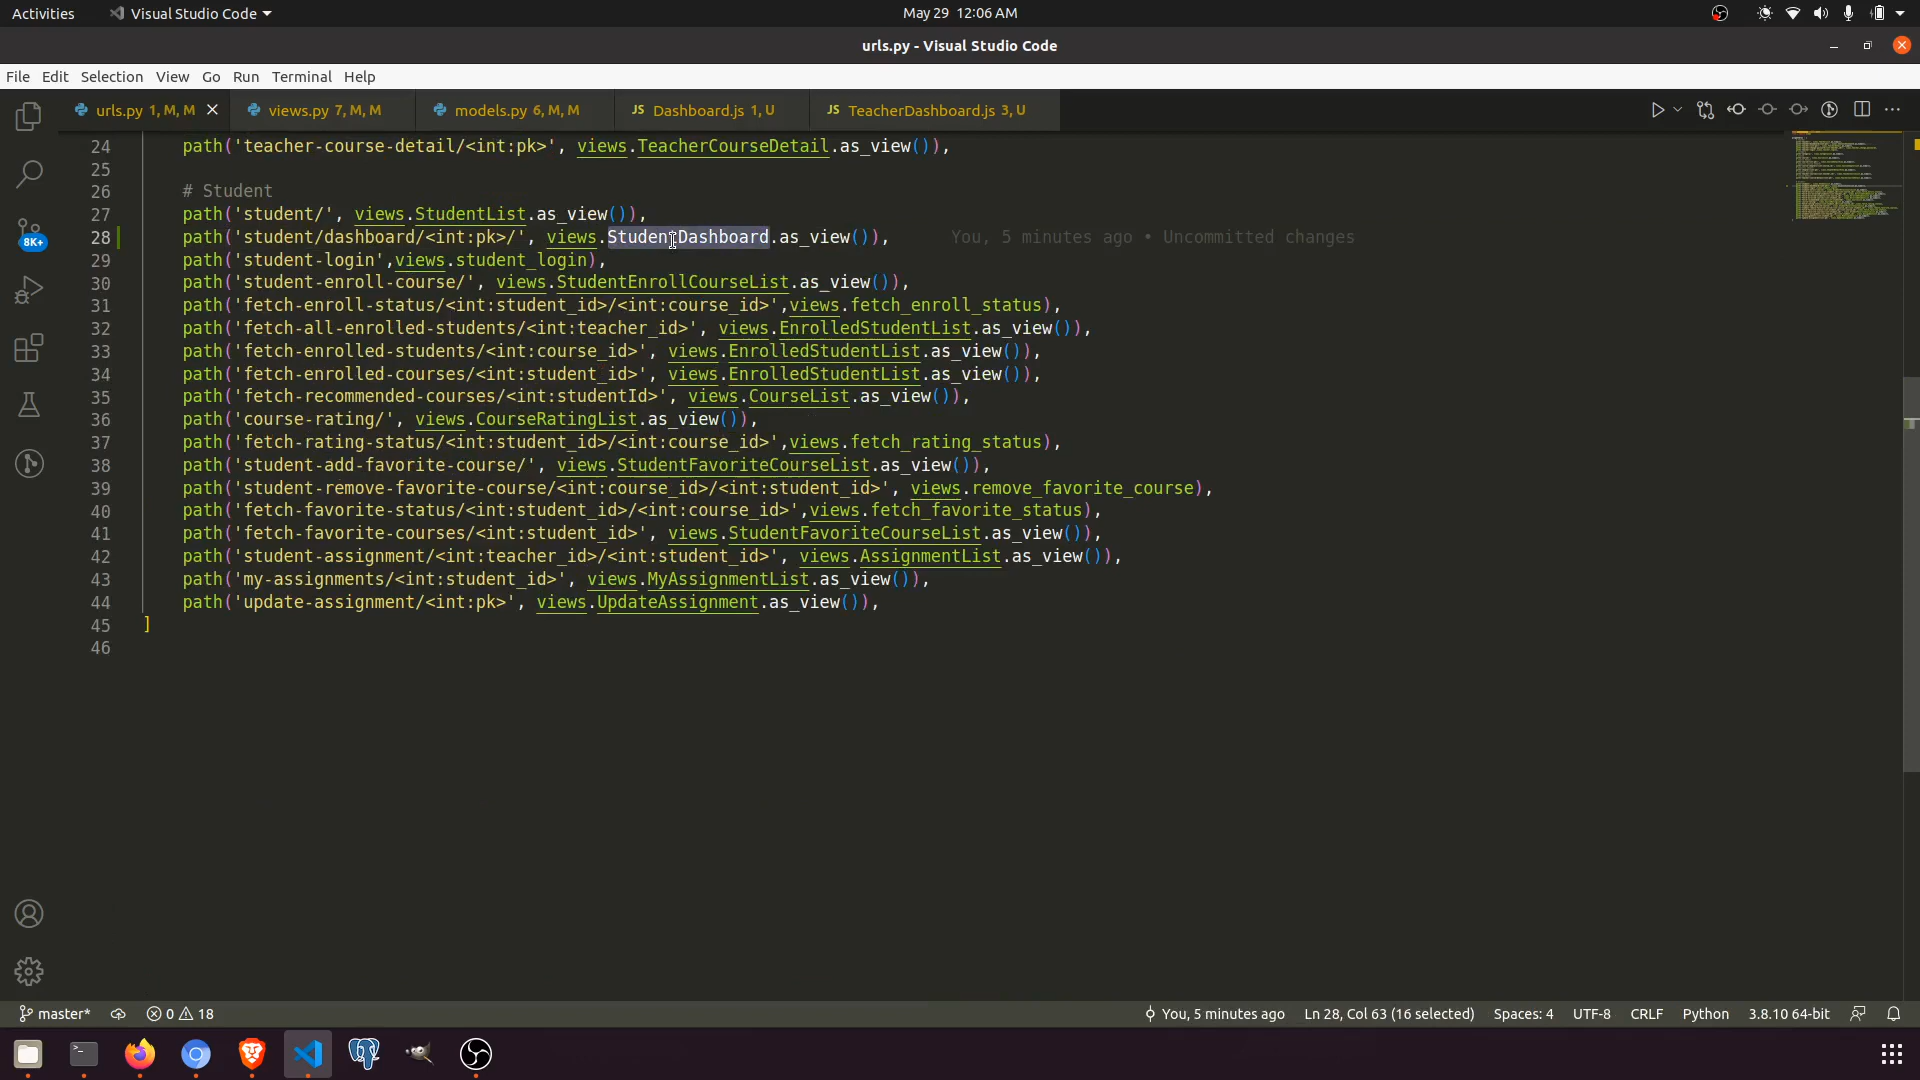 Activities Visual Studio Code May 29 12:06 AM
urls.py - Visual Studio Code
File Edit Selection View Go Run Terminal Help
urls.py 1, M, M views.py 7, M, M models.py 6, M, M JS Dashboard.js 1, U JS TeacherDashboard.js 3, U
24 path('teacher-course-detail/<int:pk>', views.TeacherCourseDetail.as_view()),
25
26 # Student
27 path('student/', views.StudentList.as_view()),
28 path('student/dashboard/<int:pk>/', views.StudentDashboard.as_view()), You, 5 minutes ago • Uncommitted changes
29 path('student-login',views.student_login),
30 path('student-enroll-course/', views.StudentEnrollCourseList.as_view()),
31 path('fetch-enroll-status/<int:student_id>/<int:course_id>',views.fetch_enroll_status),
32 path('fetch-all-enrolled-students/<int:teacher_id>', views.EnrolledStudentList.as_view()),
33 path('fetch-enrolled-students/<int:course_id>', views.EnrolledStudentList.as_view()),
34 path('fetch-enrolled-courses/<int:student_id>', views.EnrolledStudentList.as_view()),
35 path('fetch-recommended-courses/<int:studentId>', views.CourseList.as_view()),
36 path('course-rating/', views.CourseRatingList.as_view()),
37 path('fetch-rating-status/<int:student_id>/<int:course_id>',views.fetch_rating_status),
38 path('student-add-favorite-course/', views.StudentFavoriteCourseList.as_view()),
39 path('student-remove-favorite-course/<int:course_id>/<int:student_id>', views.remove_favorite_course),
40 path('fetch-favorite-status/<int:student_id>/<int:course_id>',views.fetch_favorite_status),
41 path('fetch-favorite-courses/<int:student_id>', views.StudentFavoriteCourseList.as_view()),
42 path('student-assignment/<int:teacher_id>/<int:student_id>', views.AssignmentList.as_view()),
43 path('my-assignments/<int:student_id>', views.MyAssignmentList.as_view()),
44 path('update-assignment/<int:pk>', views.UpdateAssignment.as_view()),
45 ]
46
8K+
master* 0 18 You, 5 minutes ago Ln 28, Col 63 (16 selected) Spaces: 4 UTF-8 CRLF Python 3.8.10 64-bit